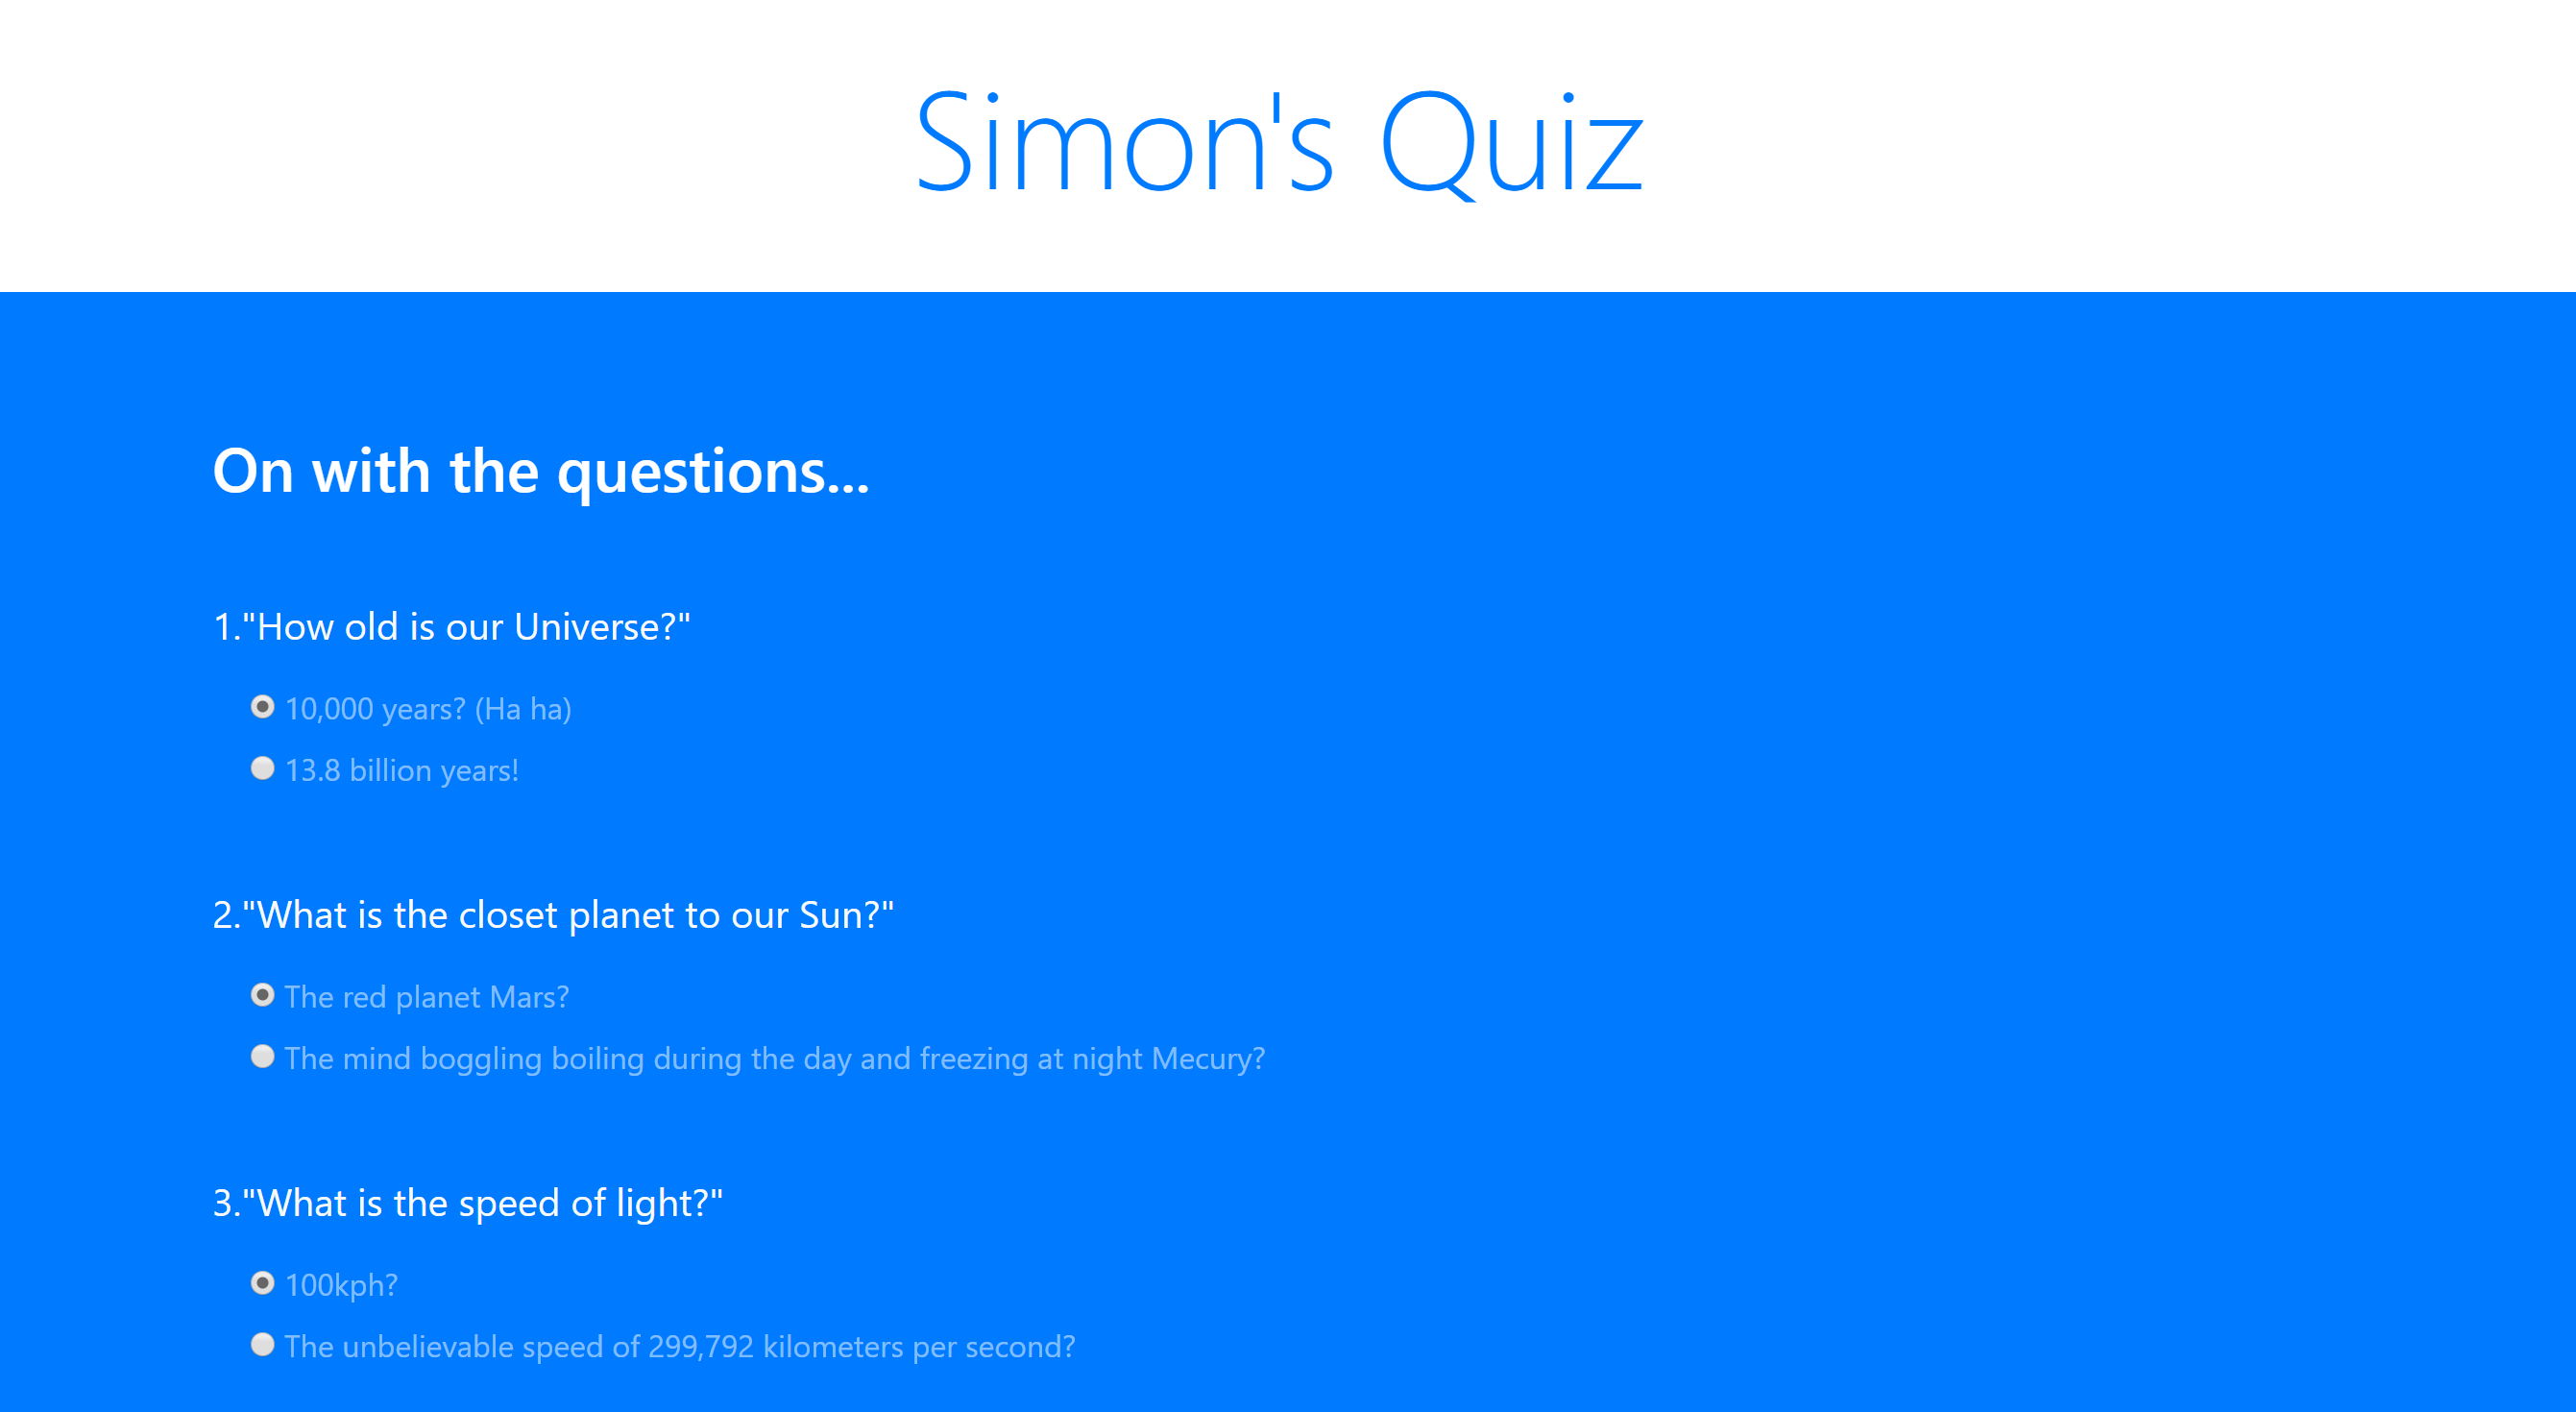 Simon's Quiz
On with the questions...
1."How old is our Universe?"
10,000 years? (Ha ha)
13.8 billion years!
2."What is the closet planet to our Sun?"
The red planet Mars?
The mind boggling boiling during the day and freezing at night Mecury?
3."What is the speed of light?"
100kph?
The unbelievable speed of 299,792 kilometers per second?